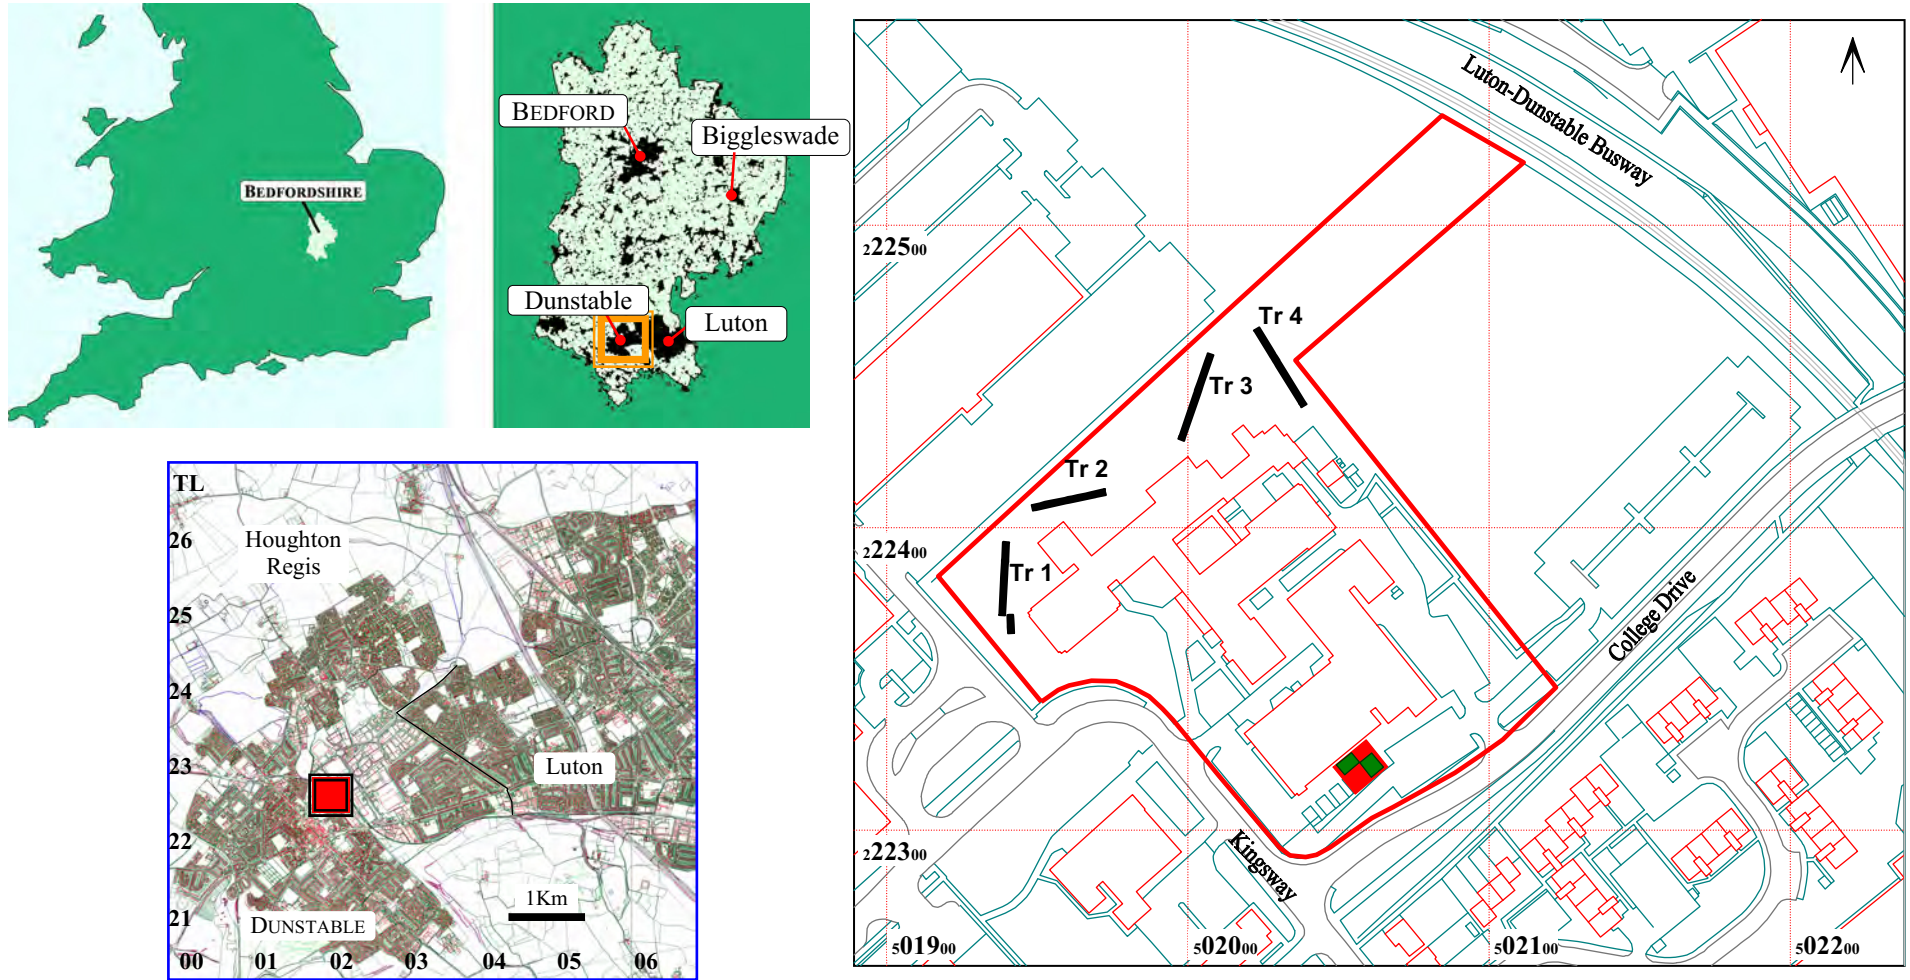 BEDFORDSHIRE
BEDFORD
Biggleswade
Dunstable
Luton
TL
26
25
24
23
22
21
00 01 02 03 04 05 06
Houghton
Regis
Luton
DUNSTABLE
1Km
Luton-Dunstable Busway
222500
222400
222300
501900 502000 502100 502200
Tr 4
Tr 3
Tr 2
Tr 1
College Drive
Kingsway